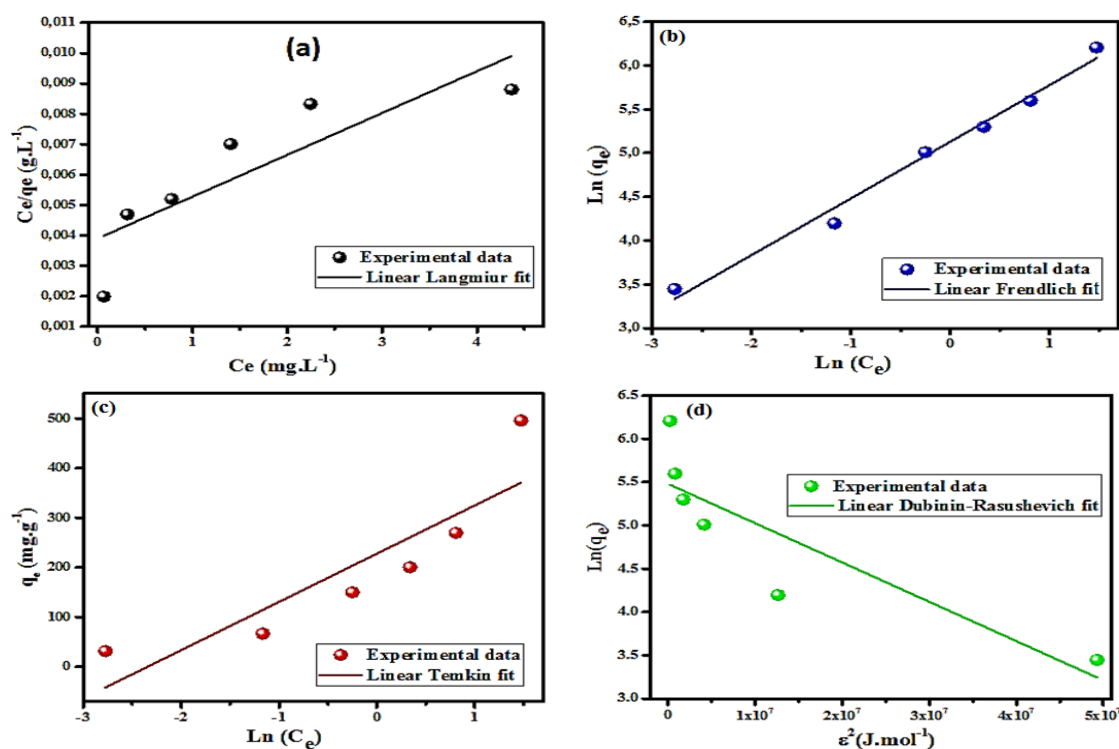 (a)
0,011
0,010
0,009
0,008
0,007
0,006
0,005
0,004
0,003
0,002
0,001
Ce/qe (g.L⁻¹)
Experimental data
Linear Langmiur fit
0
1
2
3
4
Ce (mg.L⁻¹)
(b)
6,5
6,0
5,5
5,0
4,5
4,0
3,5
3,0
Ln (qₑ)
Experimental data
Linear Frendlich fit
-3
-2
-1
0
1
Ln (Cₑ)
(c)
500
400
300
200
100
0
qₑ (mg.g⁻¹)
Experimental data
Linear Temkin fit
-3
-2
-1
0
1
Ln (Cₑ)
(d)
6.5
6.0
5.5
5.0
4.5
4.0
3.5
3.0
Ln(qₑ)
Experimental data
Linear Dubinin-Rasushevich fit
0
1x10⁷
2x10⁷
3x10⁷
4x10⁷
5x10⁷
ε²(J.mol⁻¹)